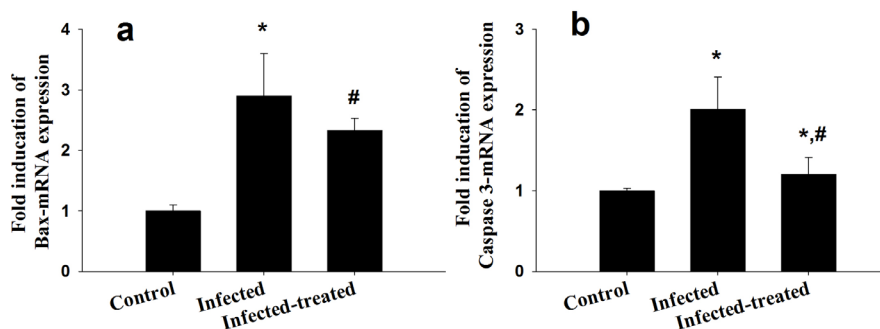 a
Fold inducation of
Bax-mRNA expression
4
3
2
1
0
*
#
Control
Infected
Infected-treated
b
Fold inducation of
Caspase 3-mRNA expression
3
2
1
0
*
*,#
Control
Infected
Infected-treated